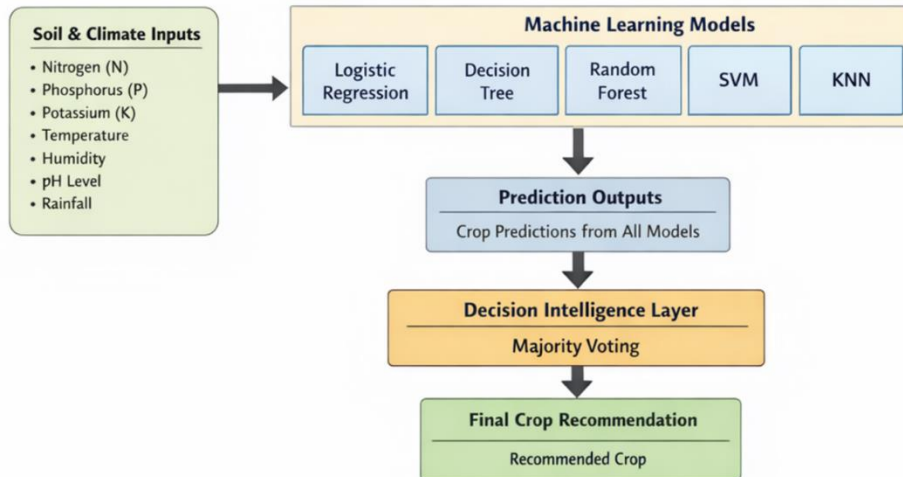 Soil & Climate Inputs
• Nitrogen (N)
• Phosphorus (P)
• Potassium (K)
• Temperature
• Humidity
• pH Level
• Rainfall
Machine Learning Models
Logistic
Regression
Decision
Tree
Random
Forest
SVM
KNN
Prediction Outputs
Crop Predictions from All Models
Decision Intelligence Layer
Majority Voting
Final Crop Recommendation
Recommended Crop